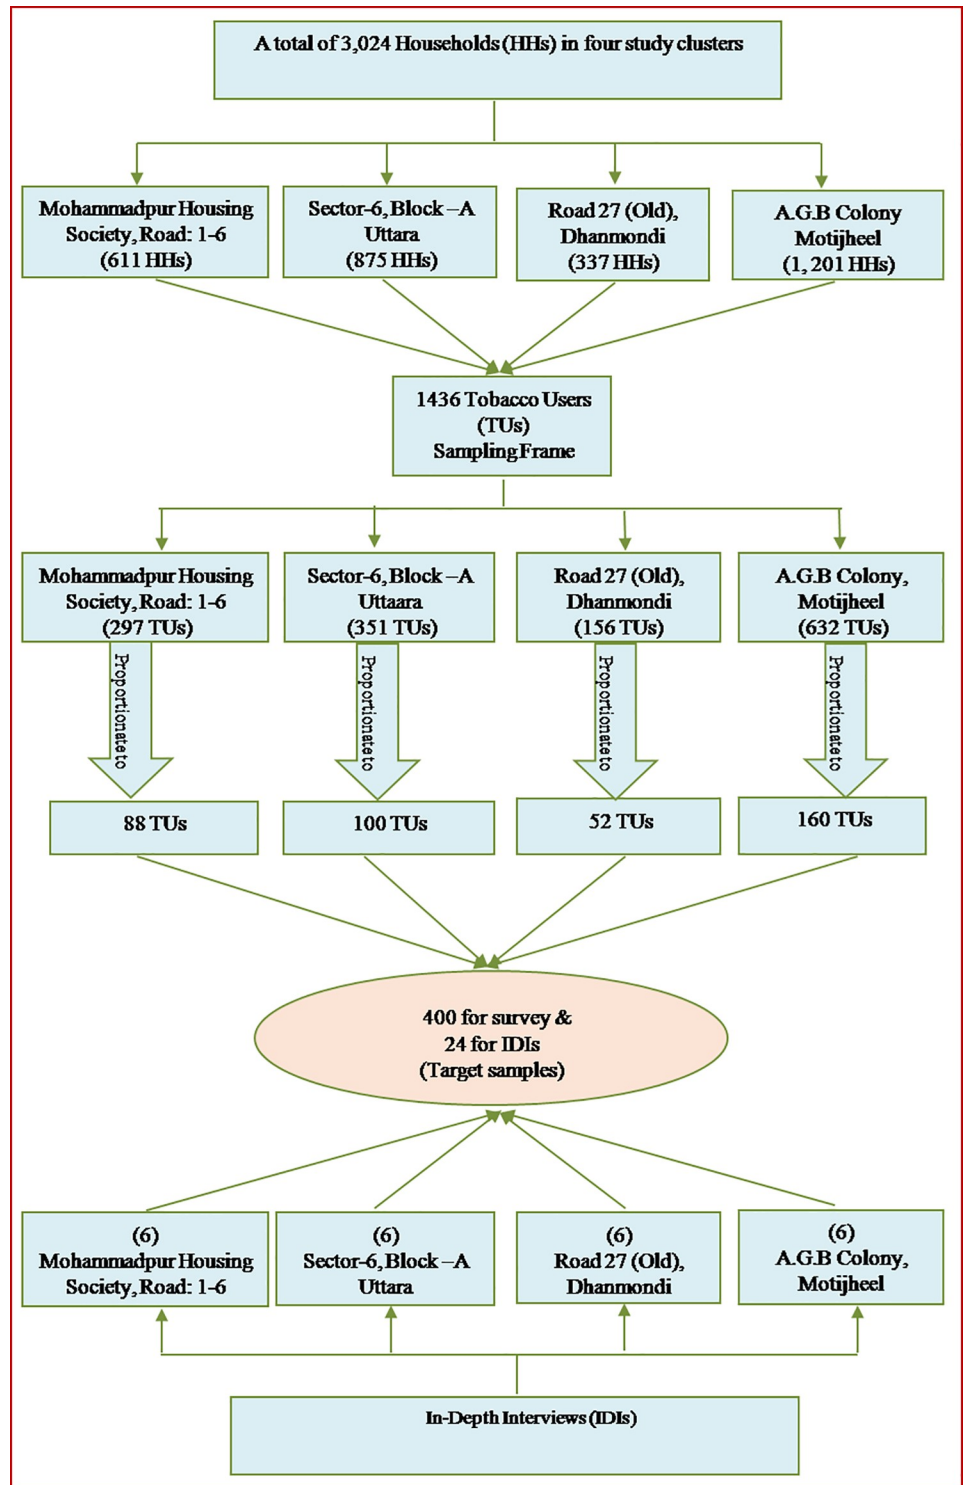 A total of 3,024 Households (HHs) in four study clusters
Mohammadpur Housing
Society, Road: 1-6
(611 HHs)
Sector-6, Block –A
Uttara
(875 HHs)
Road 27 (Old),
Dhanmondi
(337 HHs)
A.G.B Colony
Motijheel
(1, 201 HHs)
1436 Tobacco Users
(TUs)
Sampling Frame
Mohammadpur Housing
Society, Road: 1-6
(297 TUs)
Sector-6, Block –A
Uttaara
(351 TUs)
Road 27 (Old),
Dhanmondi
(156 TUs)
A.G.B Colony,
Motijheel
(632 TUs)
Proportionate to
Proportionate to
Proportionate to
Proportionate to
88 TUs
100 TUs
52 TUs
160 TUs
400 for survey &
24 for IDIs
(Target samples)
(6)
Mohammadpur Housing
Society, Road: 1-6
(6)
Sector-6, Block –A
Uttara
(6)
Road 27 (Old),
Dhanmondi
(6)
A.G.B Colony,
Motijheel
In-Depth Interviews (IDIs)